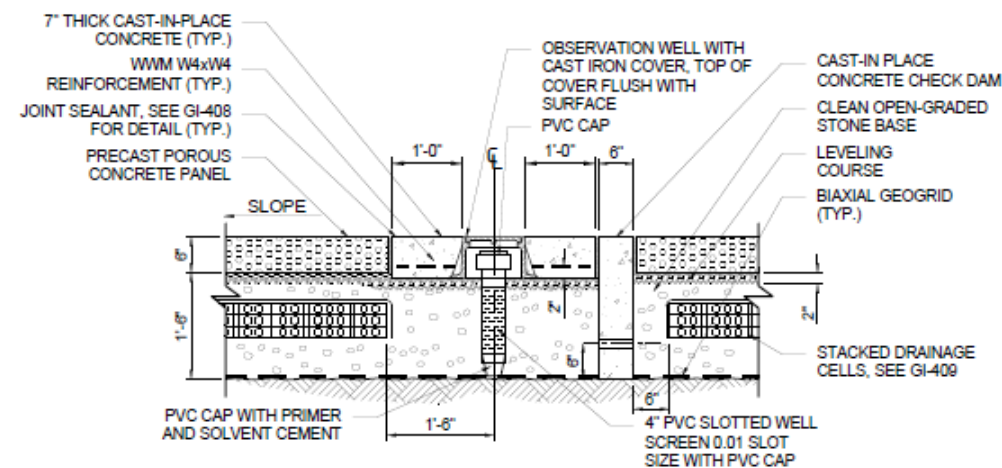 7" THICK CAST-IN-PLACE
CONCRETE (TYP.)
WWM W4xW4
REINFORCEMENT (TYP.)
JOINT SEALANT, SEE GI-408
FOR DETAIL (TYP.)
PRECAST POROUS
CONCRETE PANEL
OBSERVATION WELL WITH
CAST IRON COVER, TOP OF
COVER FLUSH WITH
SURFACE
PVC CAP
CAST-IN PLACE
CONCRETE CHECK DAM
CLEAN OPEN-GRADED
STONE BASE
LEVELING
COURSE
BIAXIAL GEOGRID
(TYP.)
1'-0"
℄
1'-0"
6"
SLOPE
6"
1'-6"
2"
2"
6"
6"
1'-6"
STACKED DRAINAGE
CELLS, SEE GI-409
PVC CAP WITH PRIMER
AND SOLVENT CEMENT
4" PVC SLOTTED WELL
SCREEN 0.01 SLOT
SIZE WITH PVC CAP